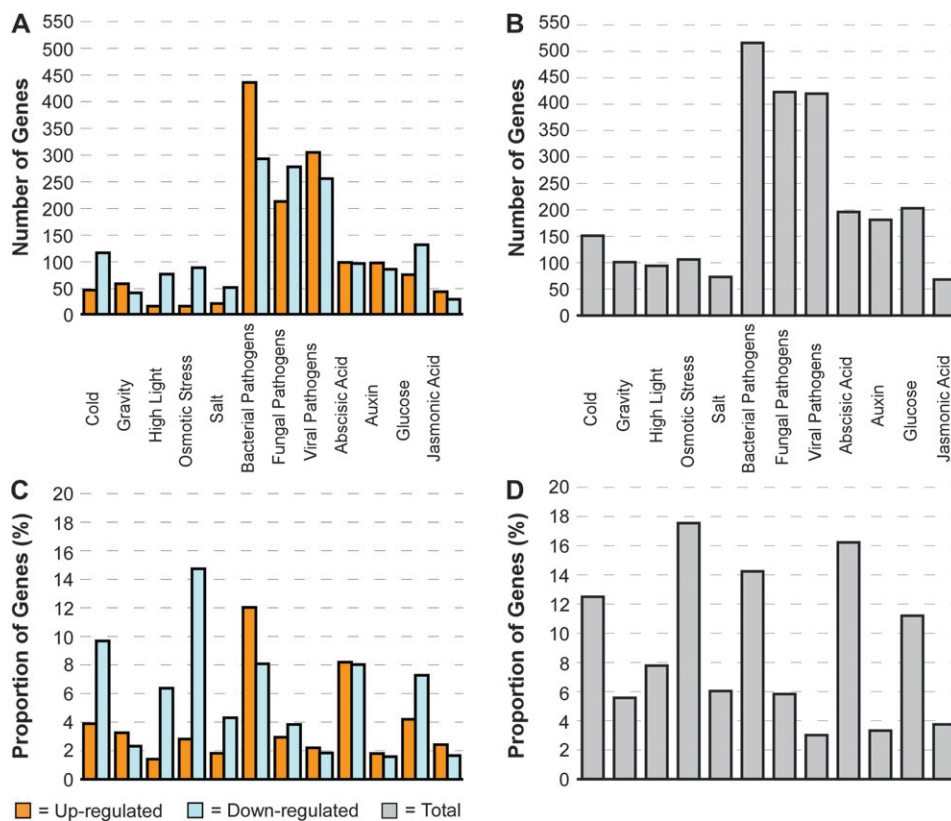 A
Number of Genes
550
500
450
400
350
300
250
200
150
100
50
0
Cold
Gravity
High Light
Osmotic Stress
Salt
Bacterial Pathogens
Fungal Pathogens
Viral Pathogens
Abscisic Acid
Auxin
Glucose
Jasmonic Acid
B
Number of Genes
550
500
450
400
350
300
250
200
150
100
50
0
Cold
Gravity
High Light
Osmotic Stress
Salt
Bacterial Pathogens
Fungal Pathogens
Viral Pathogens
Abscisic Acid
Auxin
Glucose
Jasmonic Acid
C
Proportion of Genes (%)
20
18
16
14
12
10
8
6
4
2
0
D
Proportion of Genes (%)
20
18
16
14
12
10
8
6
4
2
0
= Up-regulated = Down-regulated = Total